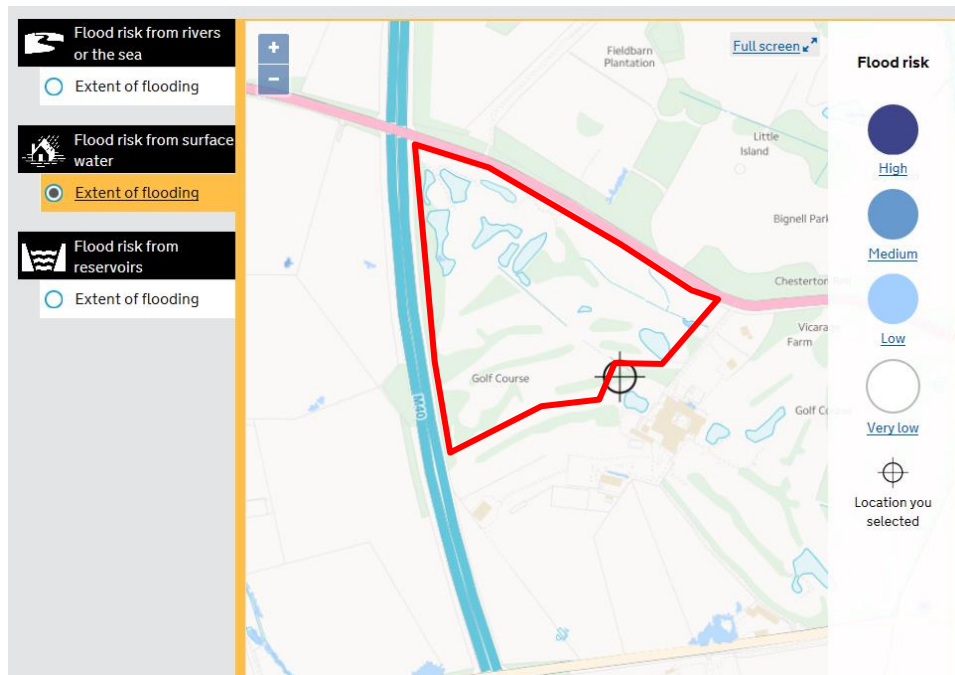 Flood risk from rivers
or the sea
Extent of flooding
Flood risk from surface
water
Extent of flooding
Flood risk from
reservoirs
Extent of flooding
+
−
Full screen
Fieldbarn
Plantation
Little
Island
Bignell Park
Chesterton
Vicara
Farm
Golf Course
Golf Co
M40
Flood risk
High
Medium
Low
Very low
Location you
selected